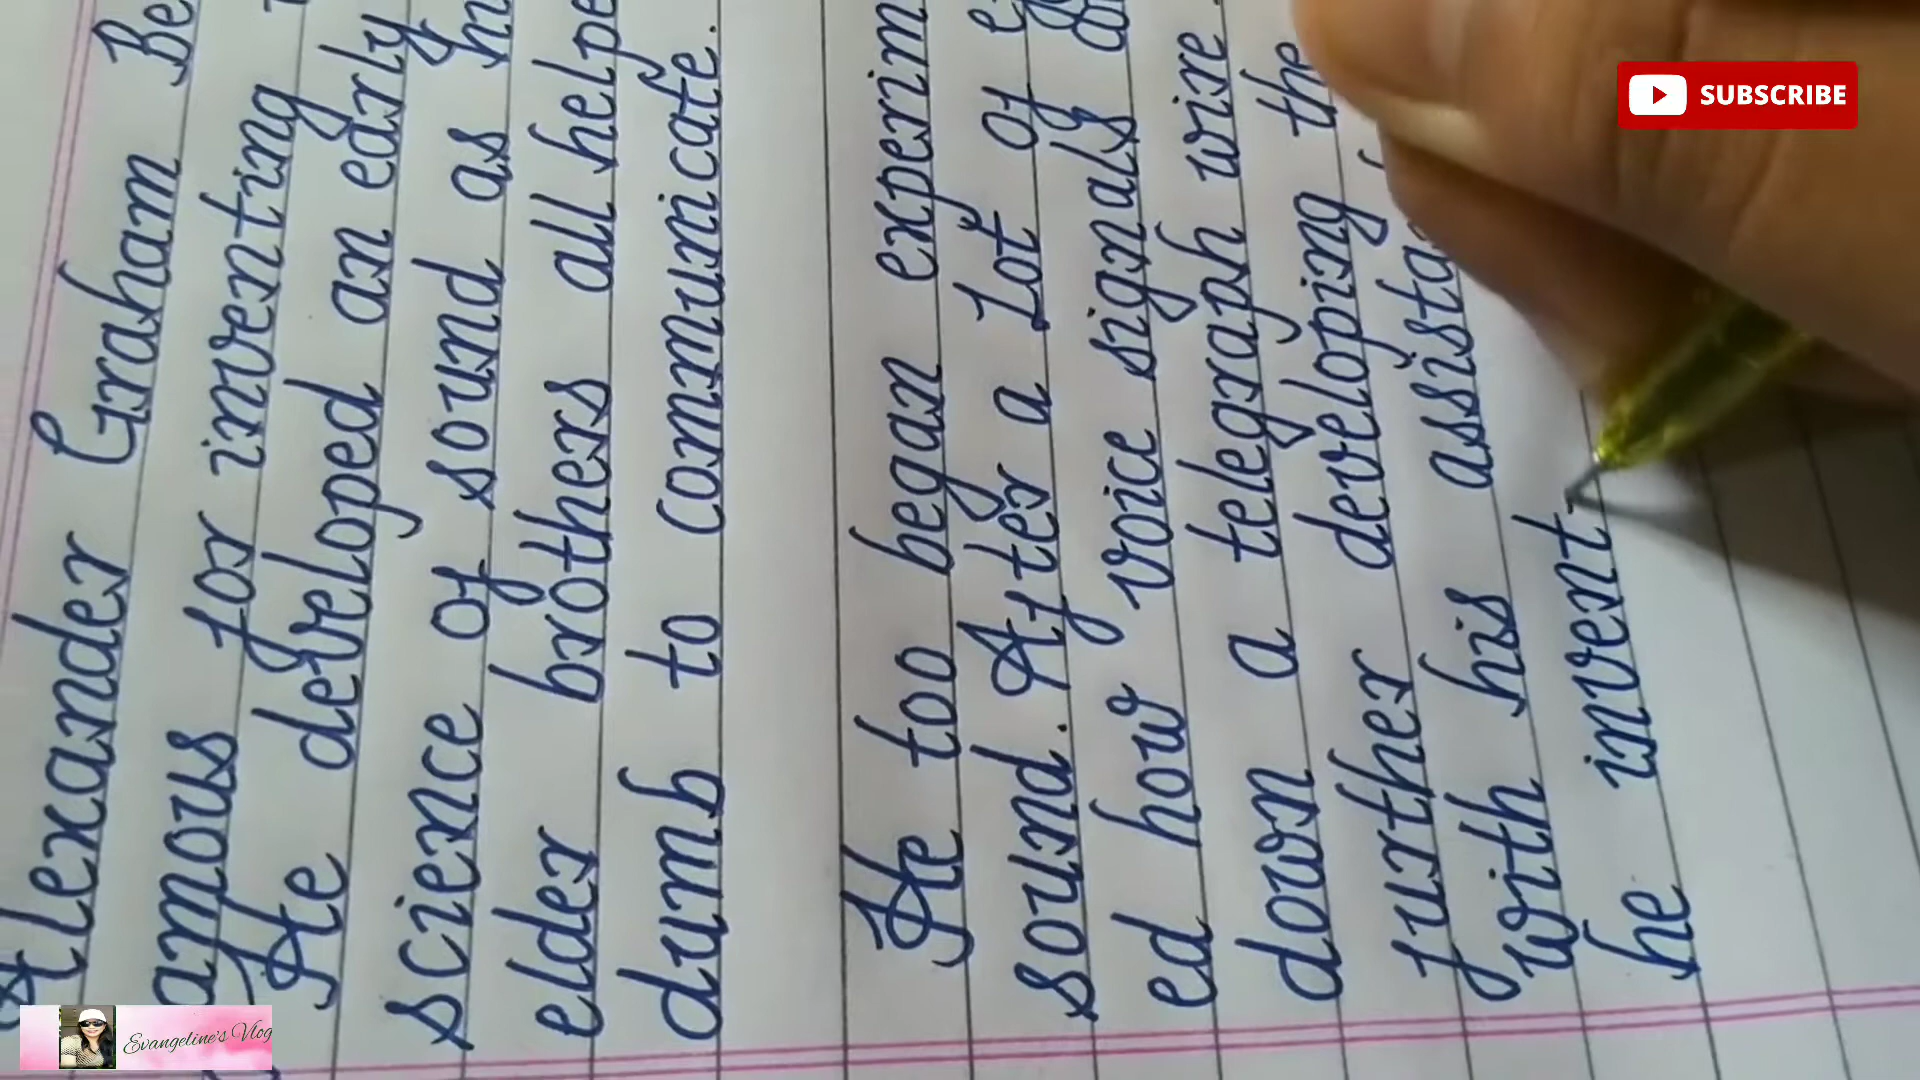 Alexander Graham Be
famous for inventing
He developed an early
science of sound as hi
elder brothers all helpe
dumb to communicate.
He too began experim
sound. After a Lot of e
ed how voice signals
down a telegraph wire.
further developing the
with his assista
he invent
SUBSCRIBE
Evangeline's Vlog